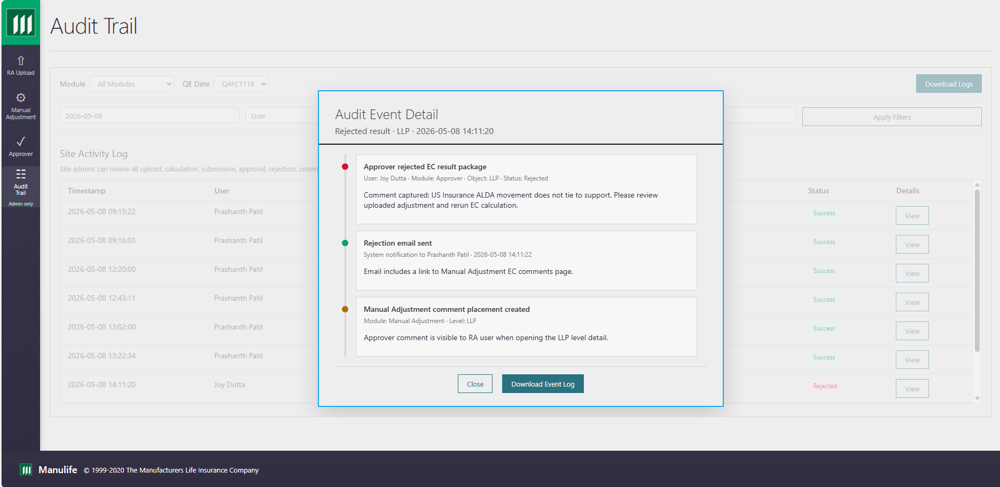 Audit Trail
RA Upload
Manual
Adjustment
Approver
Audit
Trail
Admin only
Module
All Modules
QE Date
Q4FC1118
Download Logs
2026-05-08
User
Apply Filters
Site Activity Log
Site admins can review all upload, calculation, submission, approval, rejection, comm
Timestamp User Status Details
2026-05-08 09:15:22 Prashanth Patil Success View
2026-05-08 09:16:03 Prashanth Patil Success View
2026-05-08 12:20:00 Prashanth Patil Success View
2026-05-08 12:43:11 Prashanth Patil Success View
2026-05-08 13:02:00 Prashanth Patil Success View
2026-05-08 13:22:34 Prashanth Patil Success View
2026-05-08 14:11:20 Joy Dutta Rejected View
Audit Event Detail
Rejected result · LLP · 2026-05-08 14:11:20
Approver rejected EC result package
User: Joy Dutta · Module: Approver · Object: LLP · Status: Rejected
Comment captured: US Insurance ALDA movement does not tie to support. Please review
uploaded adjustment and rerun EC calculation.
Rejection email sent
System notification to Prashanth Patil · 2026-05-08 14:11:22
Email includes a link to Manual Adjustment EC comments page.
Manual Adjustment comment placement created
Module: Manual Adjustment · Level: LLP
Approver comment is visible to RA user when opening the LLP level detail.
Close
Download Event Log
Manulife © 1999-2020 The Manufacturers Life Insurance Company